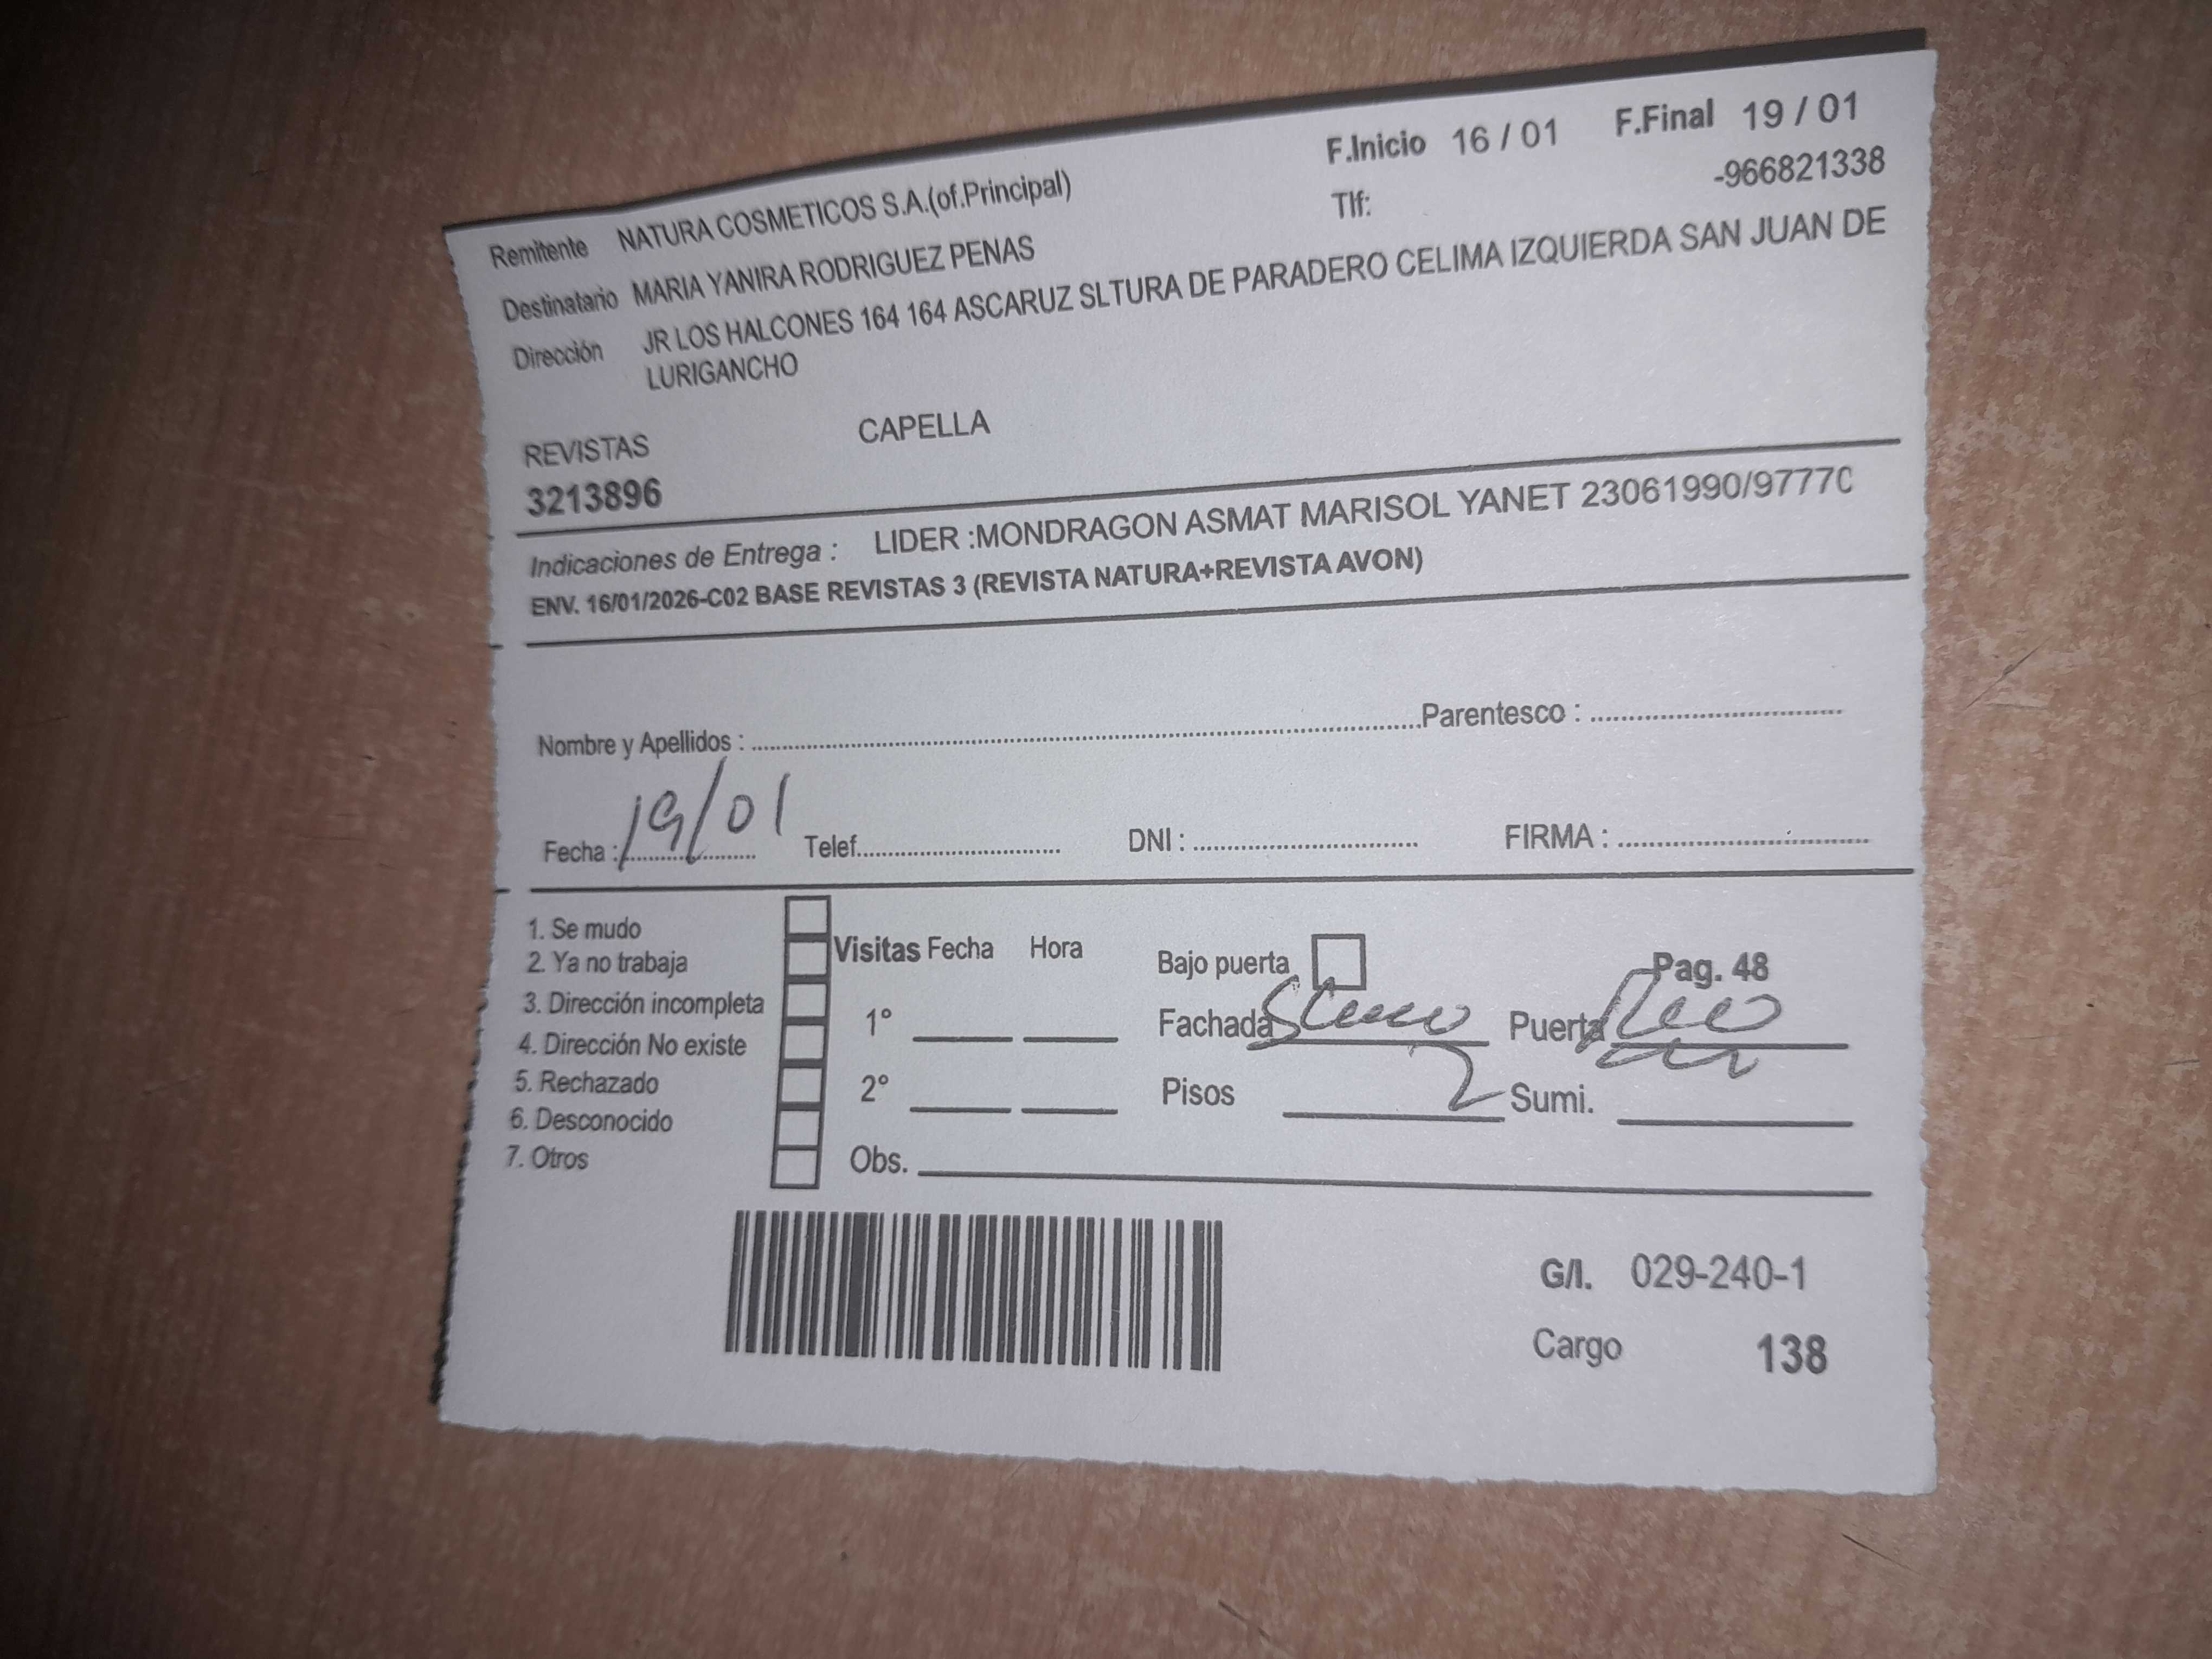 F.Inicio 16 / 01 F.Final 19 / 01
Remitente NATURA COSMETICOS S.A.(of.Principal)
Tlf: -966821338
Destinatario MARIA YANIRA RODRIGUEZ PENAS
Dirección JR LOS HALCONES 164 164 ASCARUZ SLTURA DE PARADERO CELIMA IZQUIERDA SAN JUAN DE
LURIGANCHO
REVISTAS CAPELLA
3213896
Indicaciones de Entrega : LIDER :MONDRAGON ASMAT MARISOL YANET 23061990/9777
ENV. 16/01/2026-C02 BASE REVISTAS 3 (REVISTA NATURA+REVISTA AVON)
Nombre y Apellidos : Parentesco :
Fecha : 19/01 Telef. DNI : FIRMA :
1. Se mudo
2. Ya no trabaja
3. Dirección incompleta
4. Dirección No existe
5. Rechazado
6. Desconocido
7. Otros
Visitas Fecha Hora
1°
2°
Obs.
Bajo puerta Pag. 48
Fachada Puerta
Pisos 2 Sumi.
G/I. 029-240-1
Cargo 138